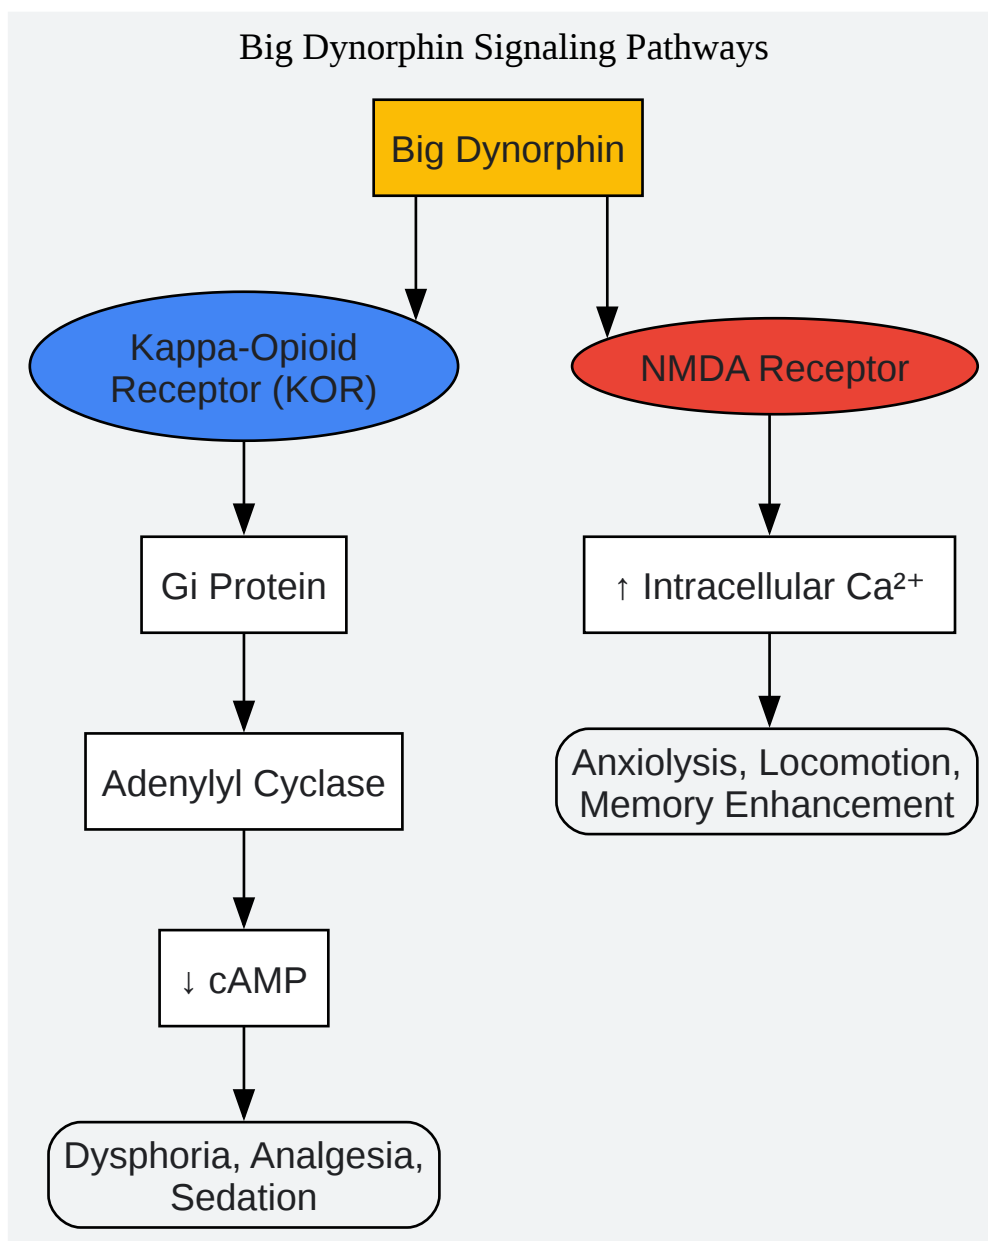 Big Dynorphin Signaling Pathways
Big Dynorphin
Kappa-Opioid
Receptor (KOR)
NMDA Receptor
Gi Protein
↑ Intracellular Ca²⁺
Adenylyl Cyclase
Anxiolysis, Locomotion,
Memory Enhancement
↓ cAMP
Dysphoria, Analgesia,
Sedation